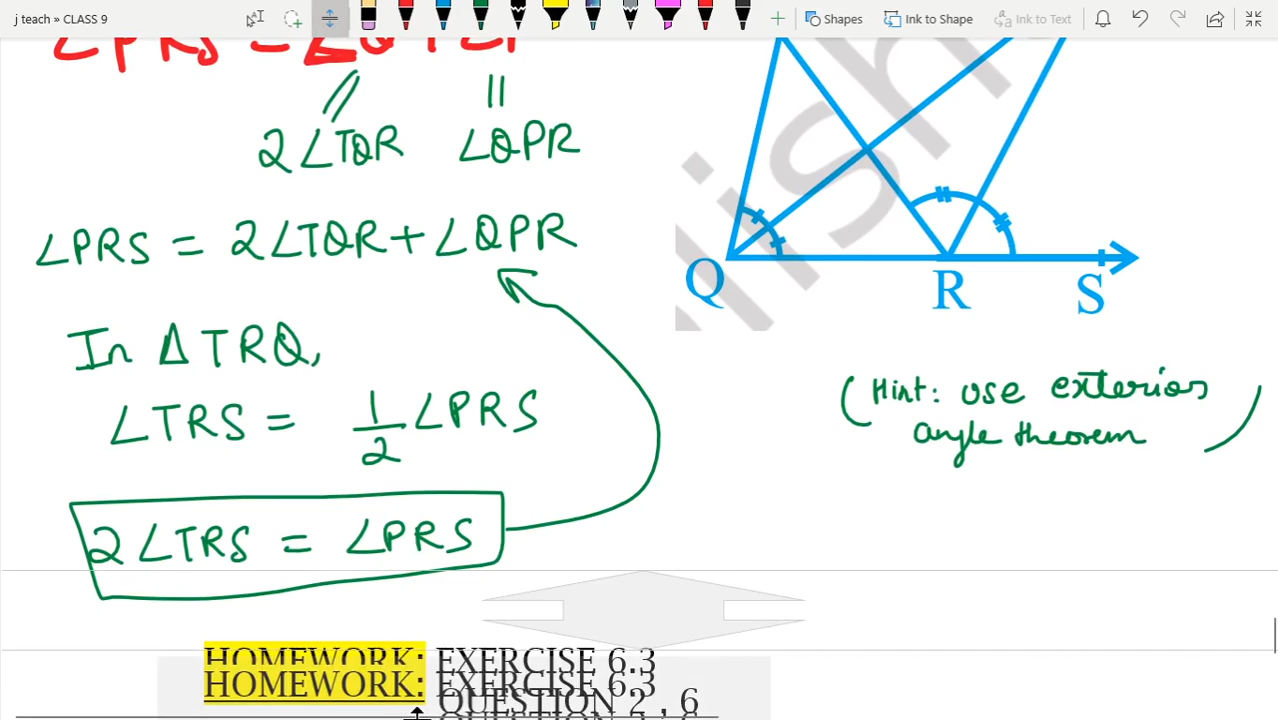 j teach » CLASS 9
Shapes
Ink to Shape
Ink to Text
∠PRS = ∠Q + ∠P
2∠TQR ∠QPR
∠PRS = 2∠TQR + ∠QPR
In ΔTRQ,
∠TRS = 1/2 ∠PRS
2∠TRS = ∠PRS
Q
R
S
(Hint: use exterior
angle theorem)
HOMEWORK: EXERCISE 6.3
HOMEWORK: EXERCISE 6.3
QUESTION 2 , 6